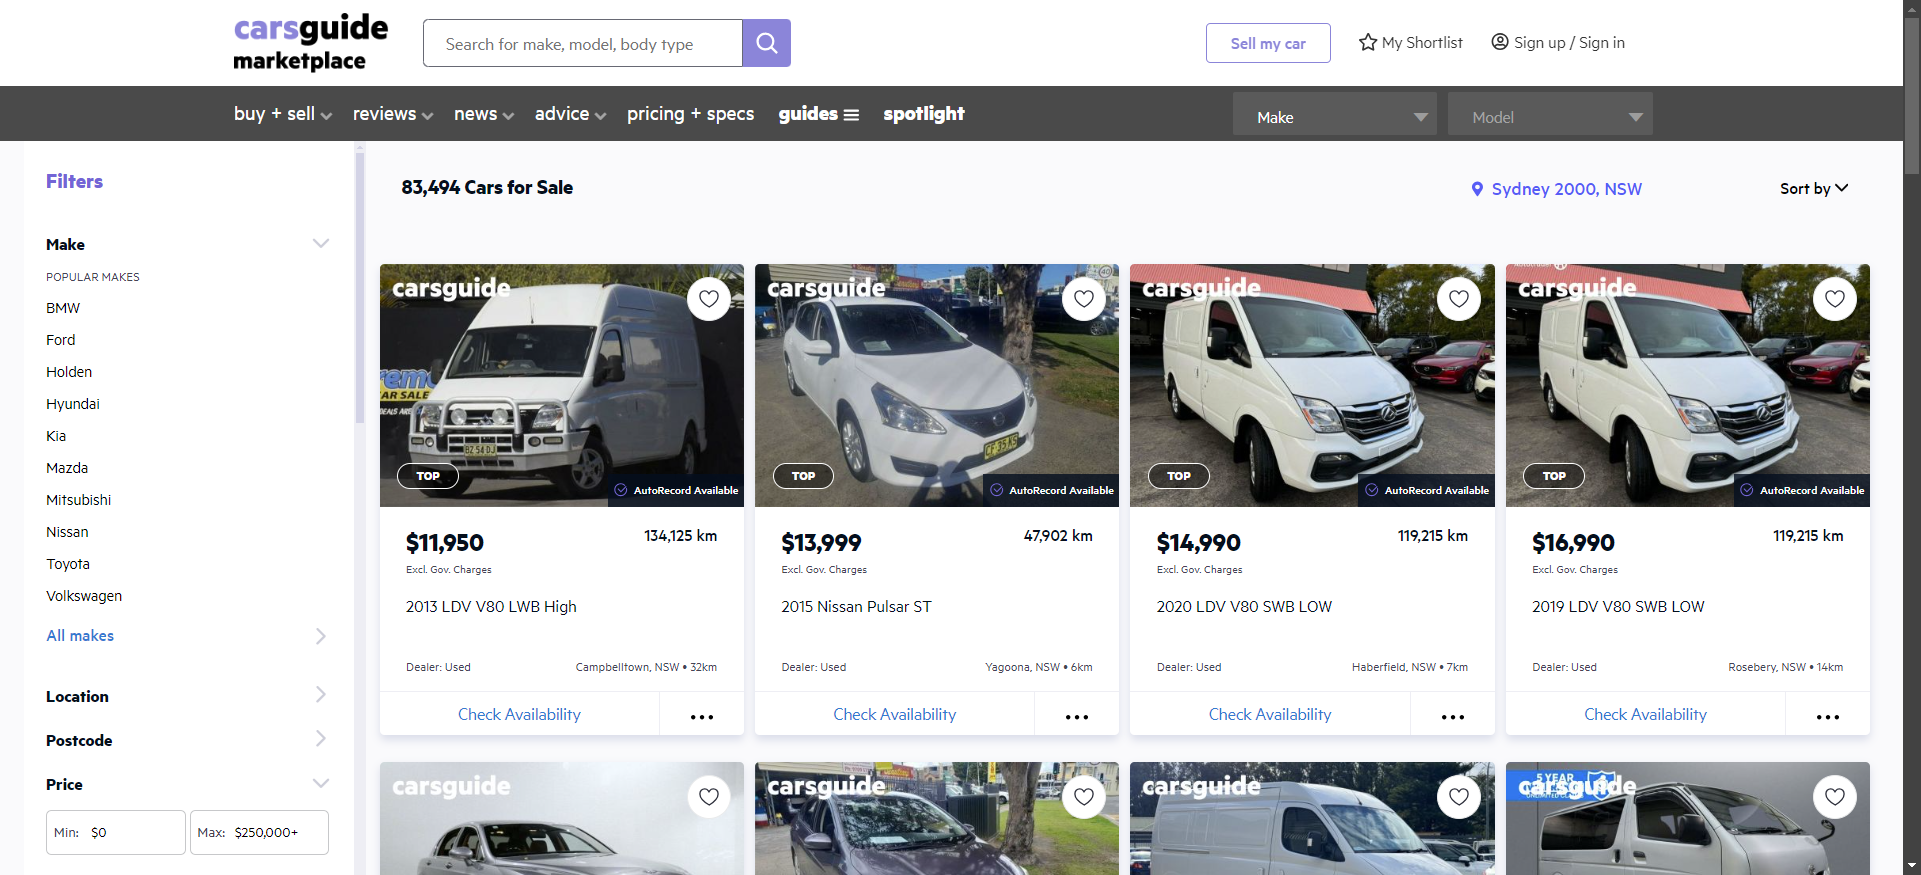 carsguide
marketplace
Search for make, model, body type
Sell my car
My Shortlist
Sign up / Sign in
buy + sell
reviews
news
advice
pricing + specs
guides
spotlight
Make
Model
Filters
Make
POPULAR MAKES
BMW
Ford
Holden
Hyundai
Kia
Mazda
Mitsubishi
Nissan
Toyota
Volkswagen
All makes
Location
Postcode
Price
Min: $0
Max: $250,000+
83,494 Cars for Sale
Sydney 2000, NSW
Sort by
carsguide
CAR SALE
TOP
AutoRecord Available
$11,950
134,125 km
Excl. Gov. Charges
2013 LDV V80 LWB High
Dealer: Used
Campbelltown, NSW • 32km
Check Availability
carsguide
40
TOP
AutoRecord Available
$13,999
47,902 km
Excl. Gov. Charges
2015 Nissan Pulsar ST
Dealer: Used
Yagoona, NSW • 6km
Check Availability
carsguide
TOP
AutoRecord Available
$14,990
119,215 km
Excl. Gov. Charges
2020 LDV V80 SWB LOW
Dealer: Used
Haberfield, NSW • 7km
Check Availability
carsguide
TOP
AutoRecord Available
$16,990
119,215 km
Excl. Gov. Charges
2019 LDV V80 SWB LOW
Dealer: Used
Rosebery, NSW • 14km
Check Availability
carsguide
carsguide
carsguide
5 YEAR
carsguide